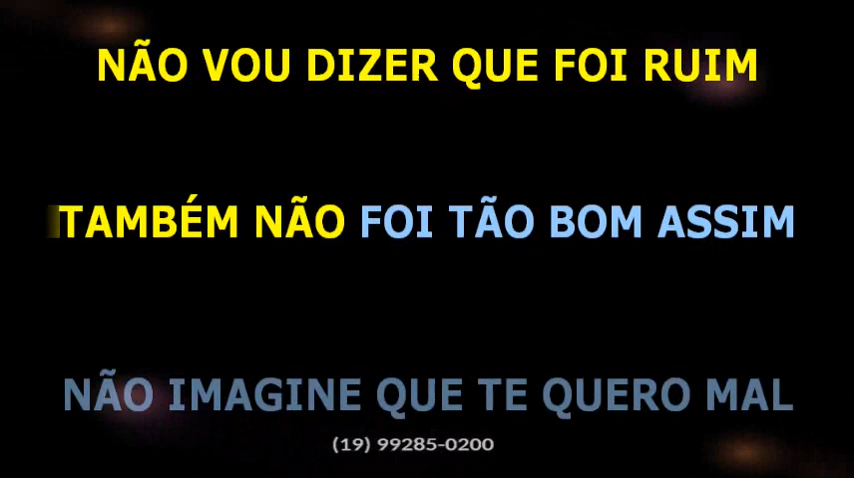 NÃO VOU DIZER QUE FOI RUIM
TAMBÉM NÃO FOI TÃO BOM ASSIM
NÃO IMAGINE QUE TE QUERO MAL
(19) 99285-0200